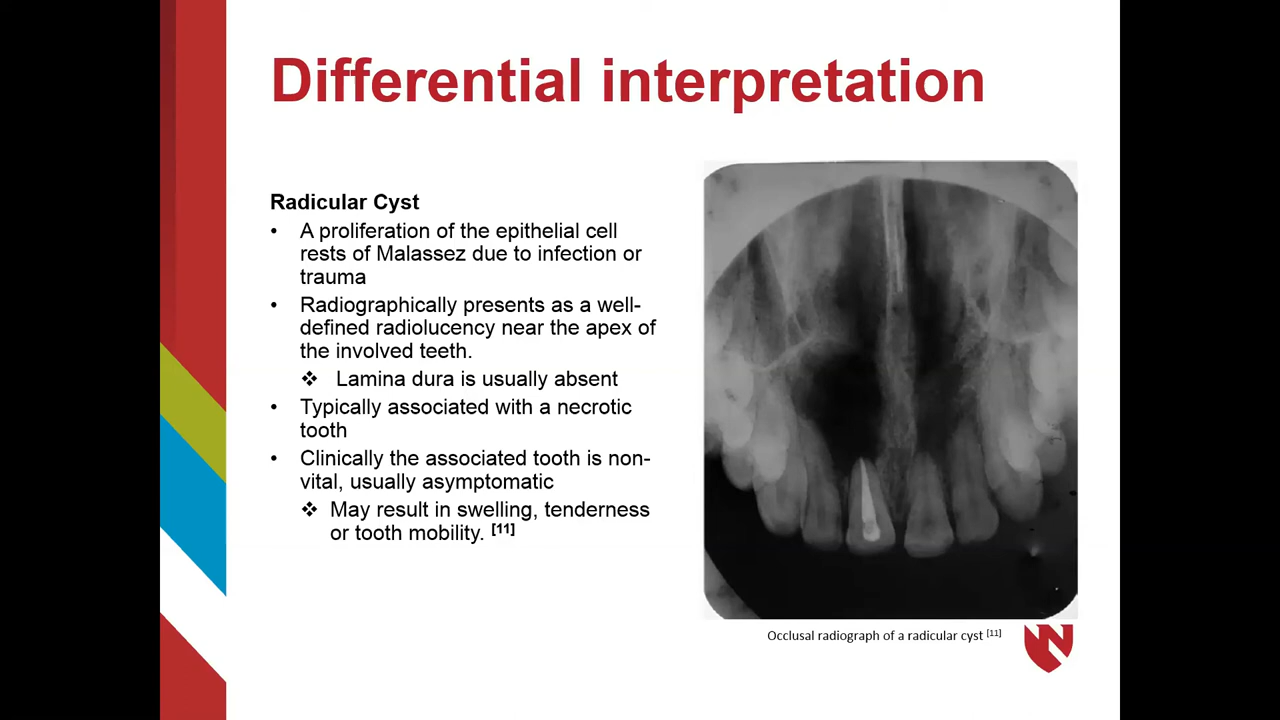 Differential interpretation
Radicular Cyst
• A proliferation of the epithelial cell
rests of Malassez due to infection or
trauma
• Radiographically presents as a well-
defined radiolucency near the apex of
the involved teeth.
❖ Lamina dura is usually absent
• Typically associated with a necrotic
tooth
• Clinically the associated tooth is non-
vital, usually asymptomatic
❖ May result in swelling, tenderness
or tooth mobility. [11]
Occlusal radiograph of a radicular cyst [11]
N